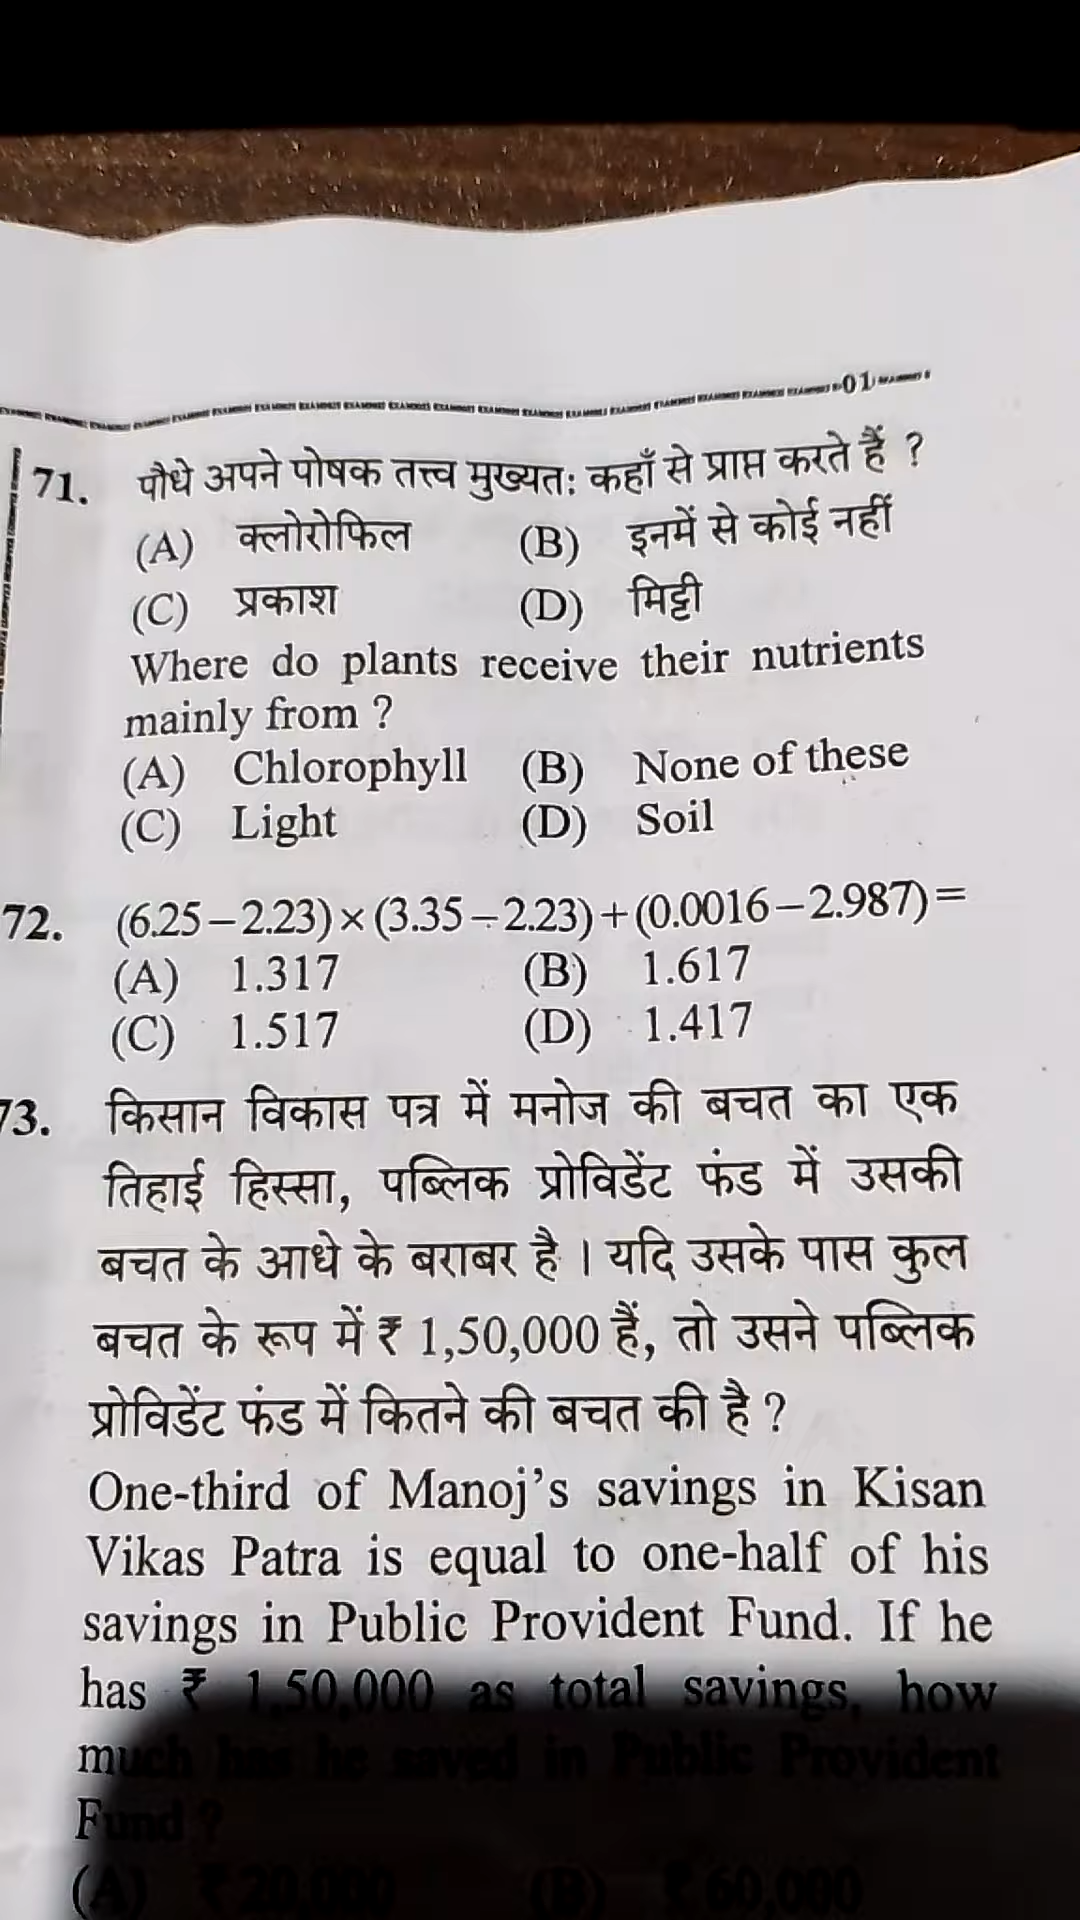 01
71. पौधे अपने पोषक तत्त्व मुख्यतः कहाँ से प्राप्त करते हैं ?
(A) क्लोरोफिल (B) इनमें से कोई नहीं
(C) प्रकाश (D) मिट्टी
Where do plants receive their nutrients
mainly from ?
(A) Chlorophyll (B) None of these
(C) Light (D) Soil
72. (6.25−2.23)×(3.35−2.23)+(0.0016−2.987)=
(A) 1.317 (B) 1.617
(C) 1.517 (D) 1.417
73. किसान विकास पत्र में मनोज की बचत का एक
तिहाई हिस्सा, पब्लिक प्रोविडेंट फंड में उसकी
बचत के आधे के बराबर है । यदि उसके पास कुल
बचत के रूप में ₹ 1,50,000 हैं, तो उसने पब्लिक
प्रोविडेंट फंड में कितने की बचत की है ?
One-third of Manoj's savings in Kisan
Vikas Patra is equal to one-half of his
savings in Public Provident Fund. If he
has ₹ 1,50,000 as total savings, how
much has he saved in Public Provident
Fund ?
(A) ₹ 20,000 (B) ₹ 60,000